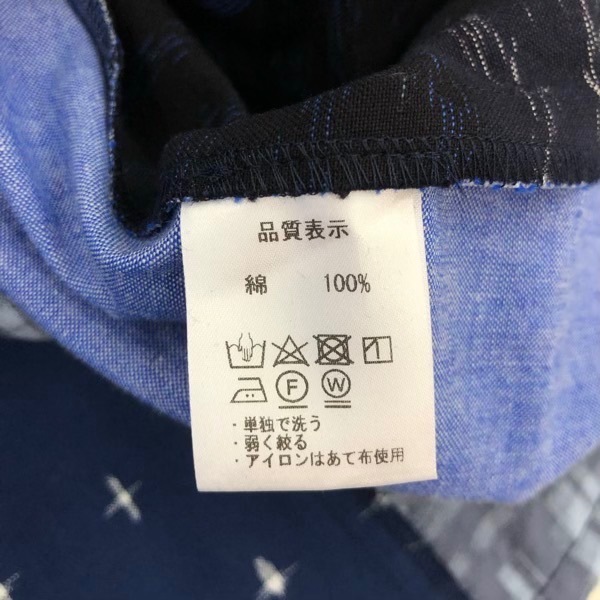 品質表示
綿 100%
F W
・単独で洗う
・弱く絞る
・アイロンはあて布使用